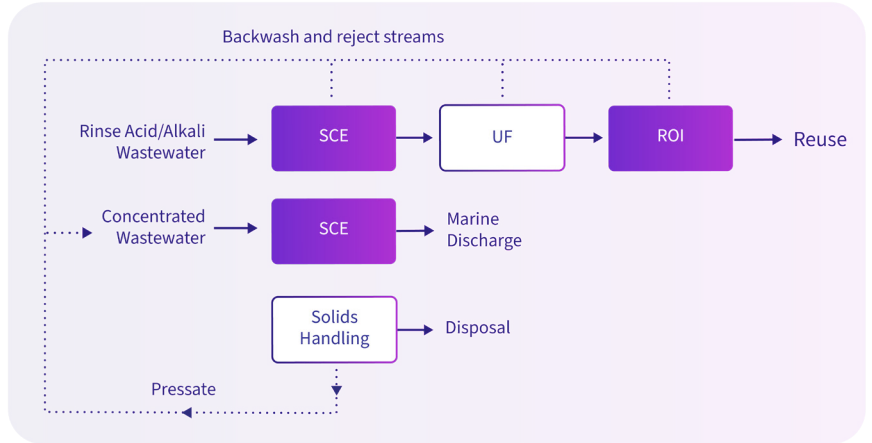 Backwash and reject streams
Rinse Acid/Alkali
Wastewater
SCE
UF
ROI
Reuse
Concentrated
Wastewater
SCE
Marine
Discharge
Solids
Handling
Disposal
Pressate